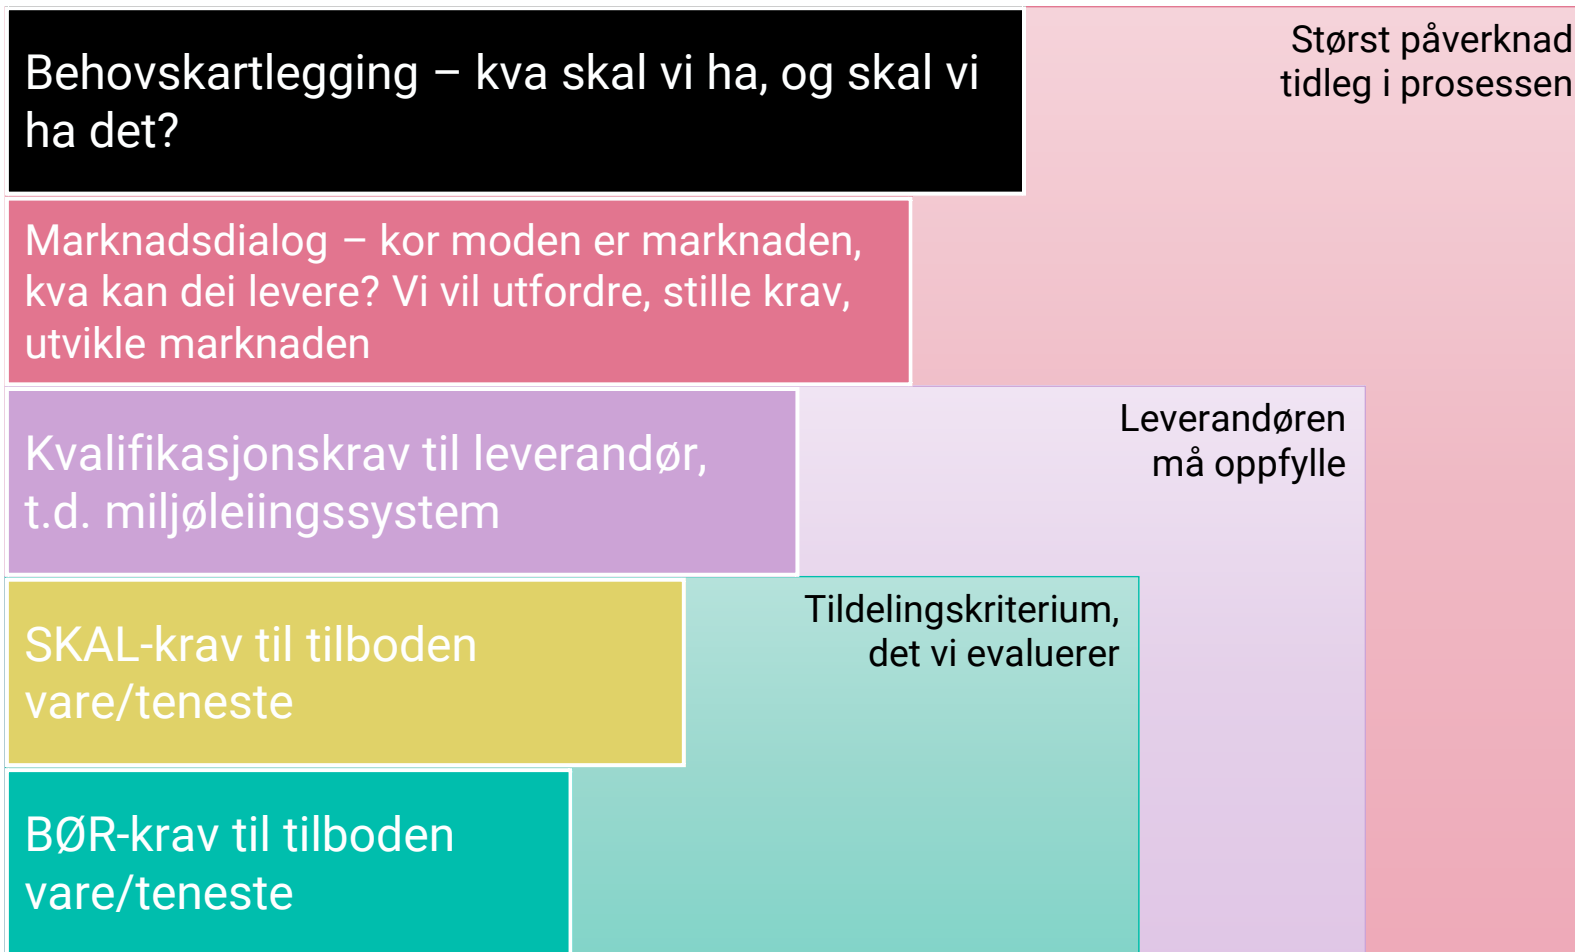 Behovskartlegging – kva skal vi ha, og skal vi
ha det?
Størst påverknad
tidleg i prosessen
Marknadsdialog – kor moden er marknaden,
kva kan dei levere? Vi vil utfordre, stille krav,
utvikle marknaden
Kvalifikasjonskrav til leverandør,
t.d. miljøleiingssystem
Leverandøren
må oppfylle
SKAL-krav til tilboden
vare/teneste
Tildelingskriterium,
det vi evaluerer
BØR-krav til tilboden
vare/teneste